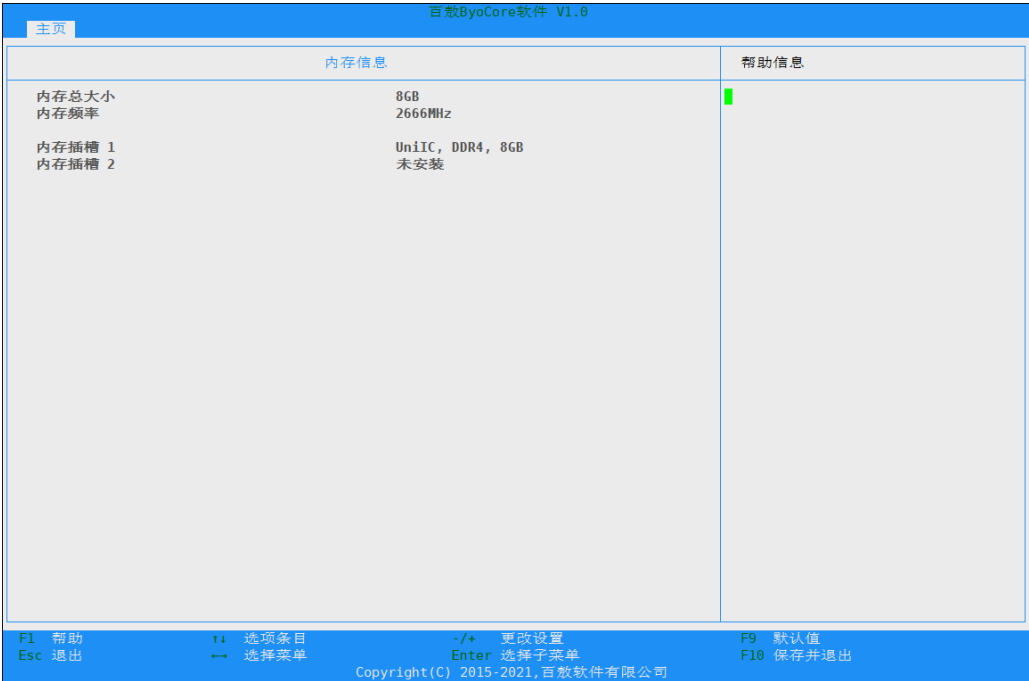 百敖ByoCore软件 V1.0
主页
内存信息 帮助信息
内存总大小 8GB
内存频率 2666MHz
内存插槽 1 UniIC, DDR4, 8GB
内存插槽 2 未安装
F1 帮助 ↑↓ 选项条目 -/+ 更改设置 F9 默认值
Esc 退出 ←→ 选择菜单 Enter 选择子菜单 F10 保存并退出
Copyright(C) 2015-2021,百敖软件有限公司